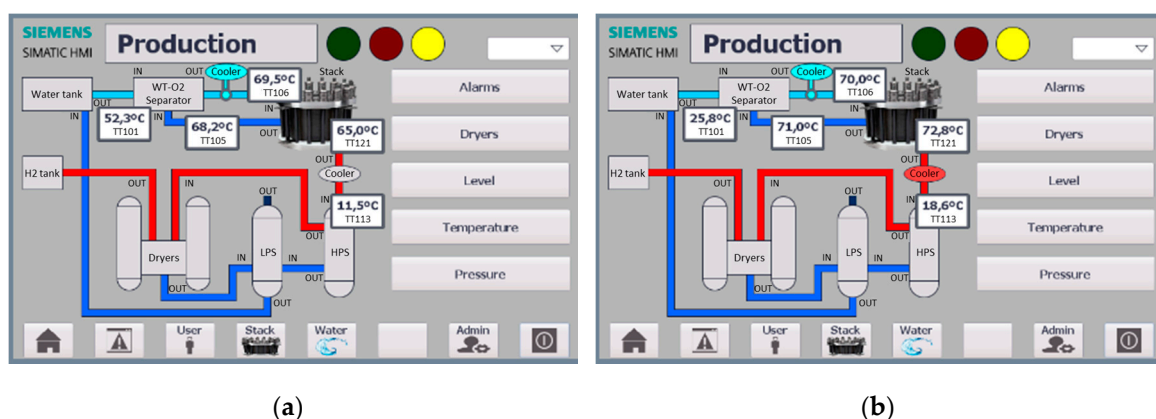 SIEMENS
SIMATIC HMI
Production
IN
OUT
Cooler
Stack
Water tank
OUT
WT-O2
Separator
69,5ºC
TT106
IN
IN
52,3ºC
TT101
IN
68,2ºC
TT105
OUT
65,0ºC
TT121
OUT
H2 tank
OUT
IN
OUT
Cooler
IN
11,5ºC
TT113
OUT
Dryers
LPS
HPS
IN
IN
OUT
OUT
OUT
Alarms
Dryers
Level
Temperature
Pressure
User
Stack
Water
Admin
(a)
SIEMENS
SIMATIC HMI
Production
IN
OUT
Cooler
Stack
Water tank
OUT
WT-O2
Separator
70,0ºC
TT106
IN
IN
25,8ºC
TT101
IN
71,0ºC
TT105
OUT
72,8ºC
TT121
OUT
H2 tank
OUT
IN
OUT
Cooler
IN
18,6ºC
TT113
OUT
Dryers
LPS
HPS
IN
IN
OUT
OUT
OUT
Alarms
Dryers
Level
Temperature
Pressure
User
Stack
Water
Admin
(b)